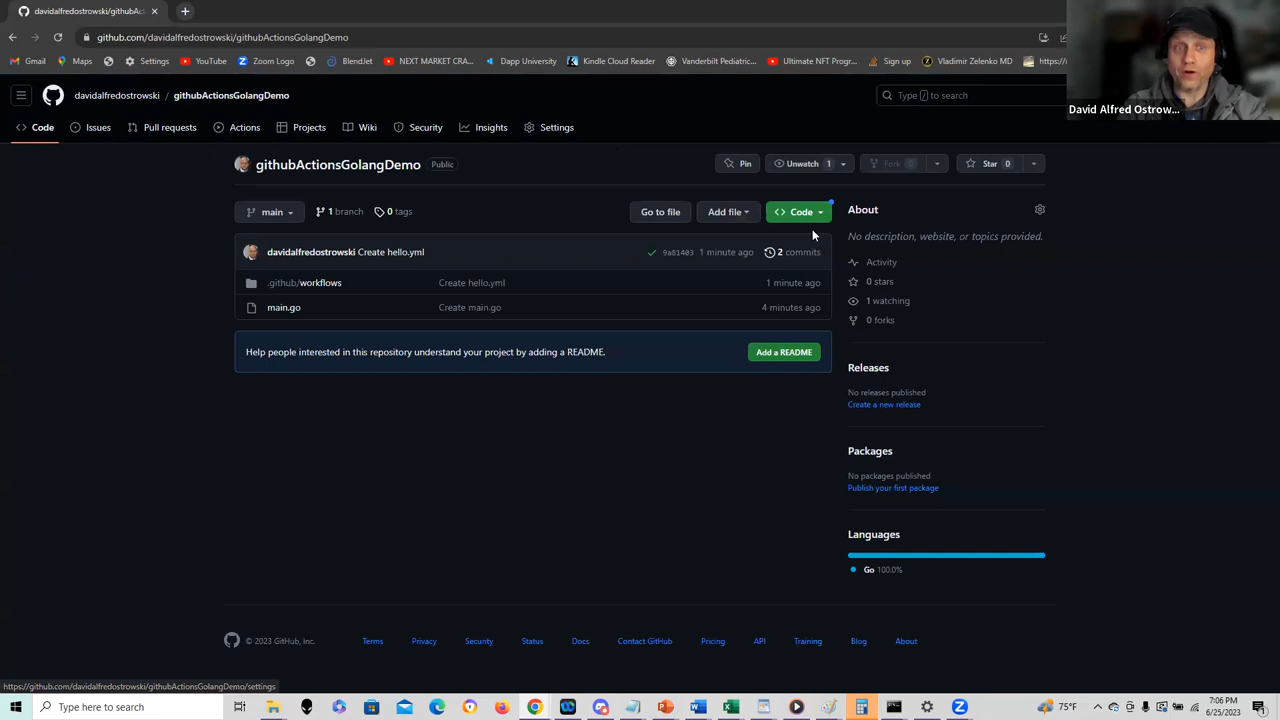 davidalfredostrowski/githubAc
github.com/davidalfredostrowski/githubActionsGolangDemo
Gmail Maps Settings YouTube Zoom Logo BlendJet NEXT MARKET CRA... Dapp University Kindle Cloud Reader Vanderbilt Pediatric... Ultimate NFT Progr... Sign up Vladimir Zelenko MD https://
David Alfred Ostrow...
davidalfredostrowski / githubActionsGolangDemo
Type / to search
Code Issues Pull requests Actions Projects Wiki Security Insights Settings
githubActionsGolangDemo Public
Pin Unwatch 1 Fork 0 Star 0
main 1 branch 0 tags Go to file Add file Code
About
No description, website, or topics provided.
davidalfredostrowski Create hello.yml 9a81403 1 minute ago 2 commits
.github/workflows Create hello.yml 1 minute ago
main.go Create main.go 4 minutes ago
Help people interested in this repository understand your project by adding a README. Add a README
Activity
0 stars
1 watching
0 forks
Releases
No releases published
Create a new release
Packages
No packages published
Publish your first package
Languages
Go 100.0%
© 2023 GitHub, Inc. Terms Privacy Security Status Docs Contact GitHub Pricing API Training Blog About
https://github.com/davidalfredostrowski/githubActionsGolangDemo/settings
Type here to search
75°F
7:06 PM
6/25/2023